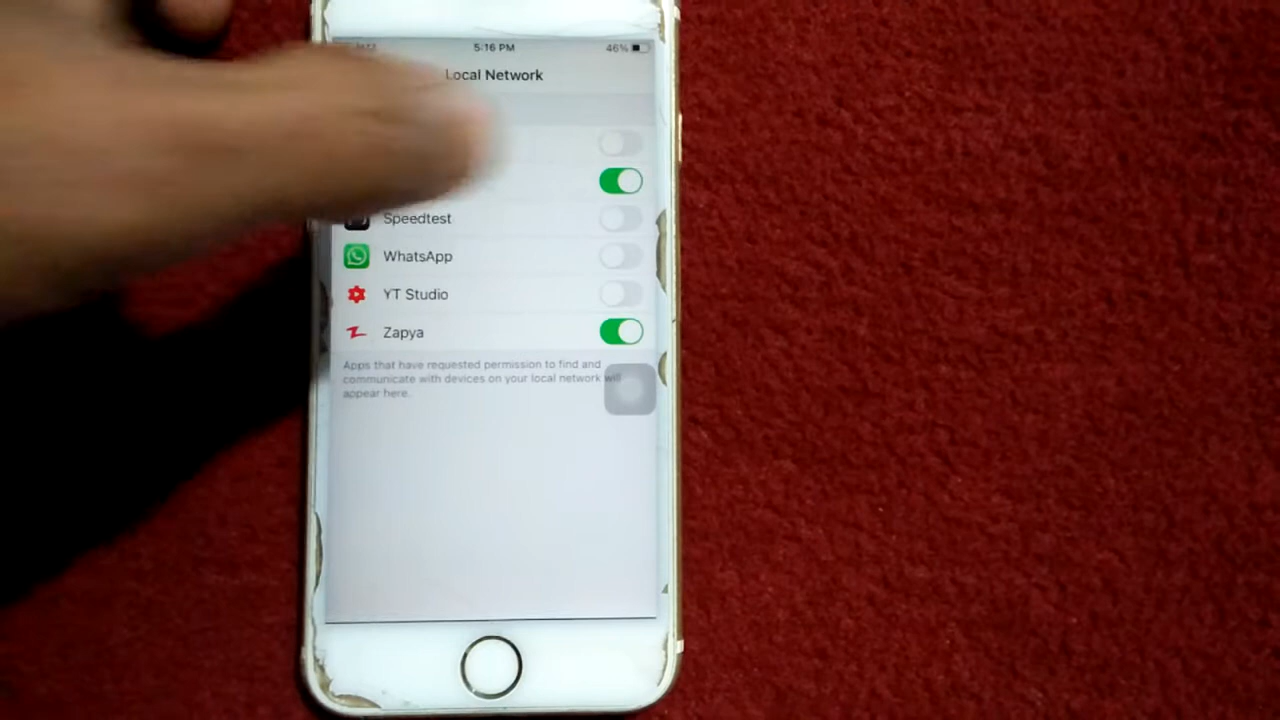 5:16 PM
46%
Local Network
Speedtest
WhatsApp
YT Studio
Zapya
Apps that have requested permission to find and
communicate with devices on your local network will
appear here.